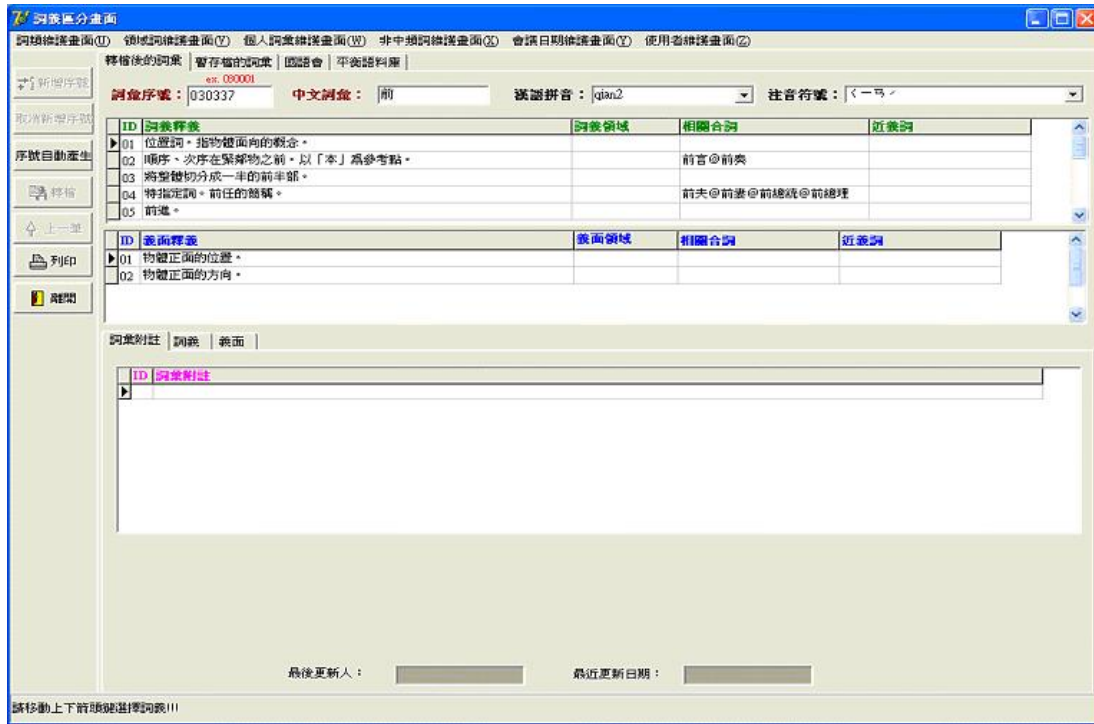 詞義區分畫面
詞類維護畫面(U) 領域詞維護畫面(V) 個人詞彙維護畫面(W) 非中頻詞維護畫面(X) 會議日期維護畫面(Y) 使用者維護畫面(Z)
轉檔後的詞彙 暫存檔的詞彙 國語會 平衡語料庫
新增序號
ex. 030001
詞彙序號：030337 中文詞彙：前 漢語拼音：qian2 注音符號：ㄑㄧㄢˊ
取消新增序號
ID 詞義釋義 詞義領域 相關合詞 近義詞
01 位置詞。指物體面向的概念。
02 順序、次序在緊鄰物之前。以「本」為參考點。 前言@前奏
序號自動產生
03 將整體切分成一半的前半部。
04 特指定詞。前任的簡稱。 前夫@前妻@前總統@前總理
轉檔
05 前進。
上一筆
ID 義面釋義 義面領域 相關合詞 近義詞
01 物體正面的位置。
列印
02 物體正面的方向。
離開
詞彙附註 詞義 義面
ID 詞彙附註
最後更新人： 最近更新日期：
請移動上下箭頭鍵選擇詞義!!!